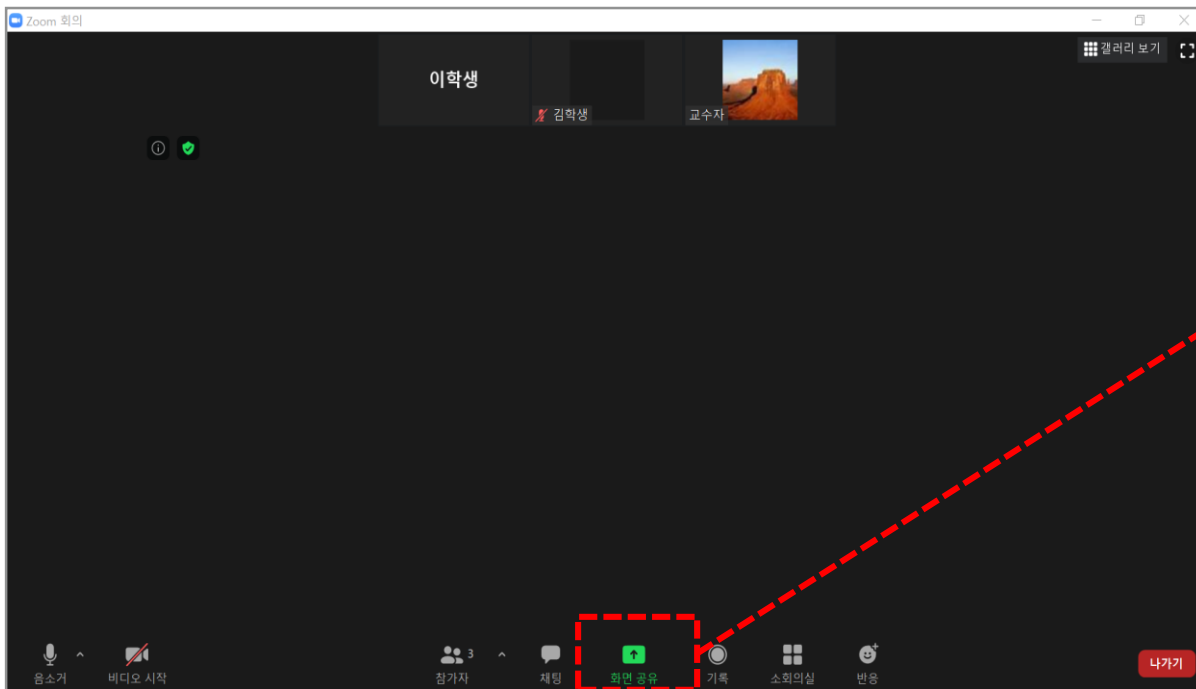 Zoom 회의
갤러리 보기
이학생
김학생
교수자
3
음소거
비디오 시작
참가자
채팅
화면 공유
기록
소회의실
반응
나가기